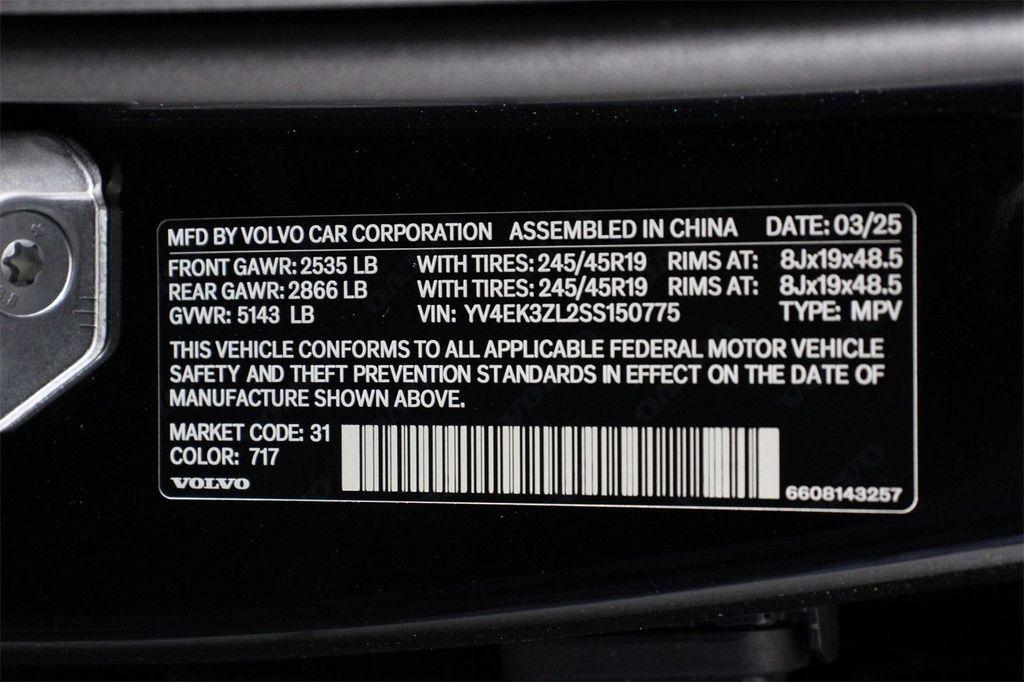 MFD BY VOLVO CAR CORPORATION ASSEMBLED IN CHINA DATE: 03/25
FRONT GAWR: 2535 LB WITH TIRES: 245/45R19 RIMS AT: 8Jx19x48.5
REAR GAWR: 2866 LB WITH TIRES: 245/45R19 RIMS AT: 8Jx19x48.5
GVWR: 5143 LB VIN: YV4EK3ZL2SS150775 TYPE: MPV
THIS VEHICLE CONFORMS TO ALL APPLICABLE FEDERAL MOTOR VEHICLE
SAFETY AND THEFT PREVENTION STANDARDS IN EFFECT ON THE DATE OF
MANUFACTURE SHOWN ABOVE.
MARKET CODE: 31
COLOR: 717
VOLVO
6608143257